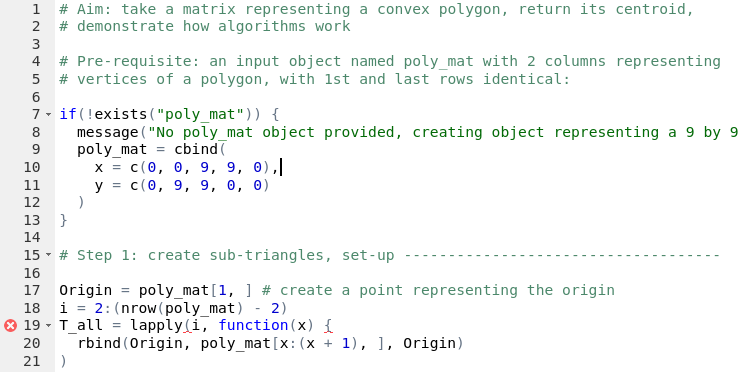 1 # Aim: take a matrix representing a convex polygon, return its centroid,
2 # demonstrate how algorithms work
3
4 # Pre-requisite: an input object named poly_mat with 2 columns representing
5 # vertices of a polygon, with 1st and last rows identical:
6
7 if(!exists("poly_mat")) {
8   message("No poly_mat object provided, creating object representing a 9 by 9
9   poly_mat = cbind(
10     x = c(0, 0, 9, 9, 0),
11     y = c(0, 9, 9, 0, 0)
12   )
13 }
14
15 # Step 1: create sub-triangles, set-up ------------------------------------
16
17 Origin = poly_mat[1, ] # create a point representing the origin
18 i = 2:(nrow(poly_mat) - 2)
19 T_all = lapply(i, function(x) {
20   rbind(Origin, poly_mat[x:(x + 1), ], Origin)
21 )